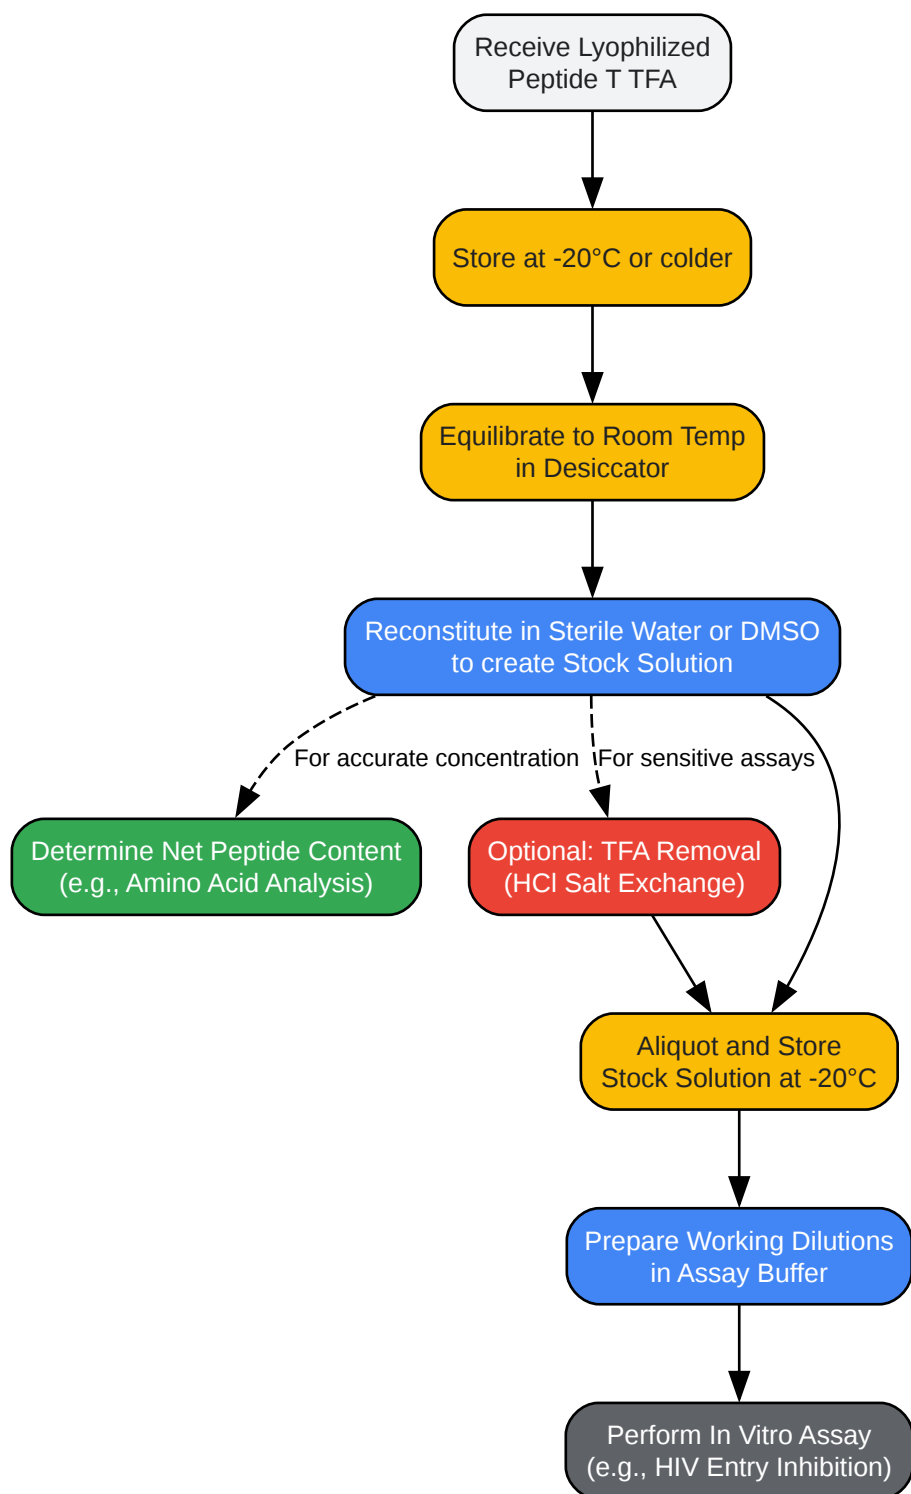 Receive Lyophilized
Peptide T TFA
Store at -20°C or colder
Equilibrate to Room Temp
in Desiccator
Reconstitute in Sterile Water or DMSO
to create Stock Solution
For accurate concentration
For sensitive assays
Determine Net Peptide Content
(e.g., Amino Acid Analysis)
Optional: TFA Removal
(HCl Salt Exchange)
Aliquot and Store
Stock Solution at -20°C
Prepare Working Dilutions
in Assay Buffer
Perform In Vitro Assay
(e.g., HIV Entry Inhibition)